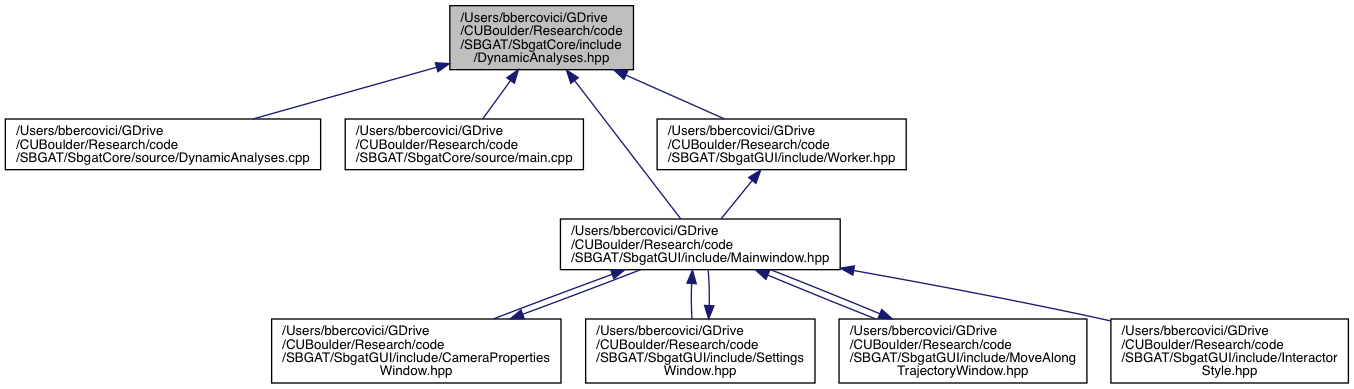 /Users/bbercovici/GDrive
/CUBoulder/Research/code
/SBGAT/SbgatCore/include
/DynamicAnalyses.hpp
/Users/bbercovici/GDrive
/CUBoulder/Research/code
/SBGAT/SbgatCore/source/DynamicAnalyses.cpp
/Users/bbercovici/GDrive
/CUBoulder/Research/code
/SBGAT/SbgatCore/source/main.cpp
/Users/bbercovici/GDrive
/CUBoulder/Research/code
/SBGAT/SbgatGUI/include/Worker.hpp
/Users/bbercovici/GDrive
/CUBoulder/Research/code
/SBGAT/SbgatGUI/include/Mainwindow.hpp
/Users/bbercovici/GDrive
/CUBoulder/Research/code
/SBGAT/SbgatGUI/include/CameraProperties
Window.hpp
/Users/bbercovici/GDrive
/CUBoulder/Research/code
/SBGAT/SbgatGUI/include/Settings
Window.hpp
/Users/bbercovici/GDrive
/CUBoulder/Research/code
/SBGAT/SbgatGUI/include/MoveAlong
TrajectoryWindow.hpp
/Users/bbercovici/GDrive
/CUBoulder/Research/code
/SBGAT/SbgatGUI/include/Interactor
Style.hpp